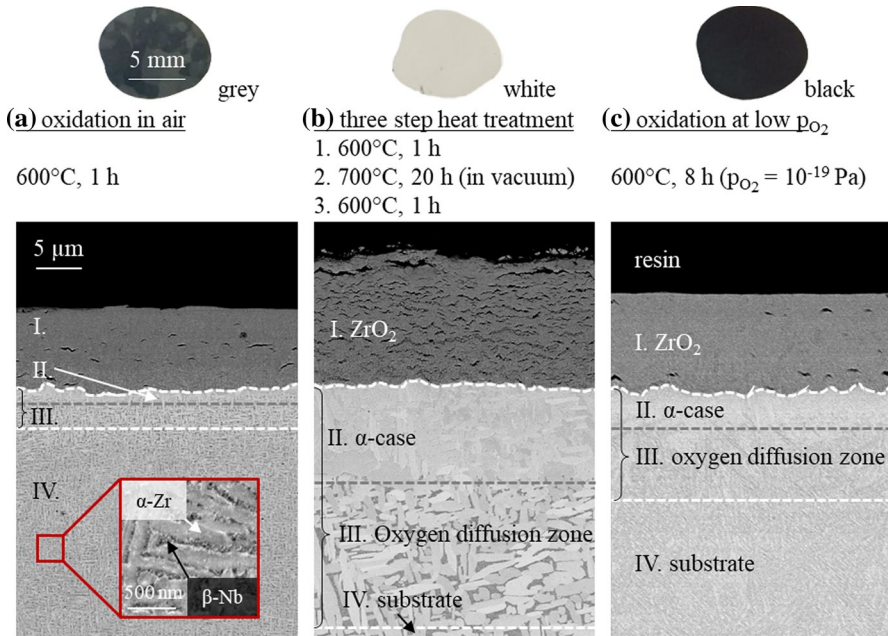 5 mm
grey
white
black
(a) oxidation in air
600°C, 1 h
(b) three step heat treatment
1. 600°C, 1 h
2. 700°C, 20 h (in vacuum)
3. 600°C, 1 h
(c) oxidation at low pO₂
600°C, 8 h (pO₂ = 10⁻¹⁹ Pa)
5 µm
I.
II.
III.
IV.
α-Zr
β-Nb
500 nm
I. ZrO₂
II. α-case
III. Oxygen diffusion zone
IV. substrate
resin
I. ZrO₂
II. α-case
III. oxygen diffusion zone
IV. substrate